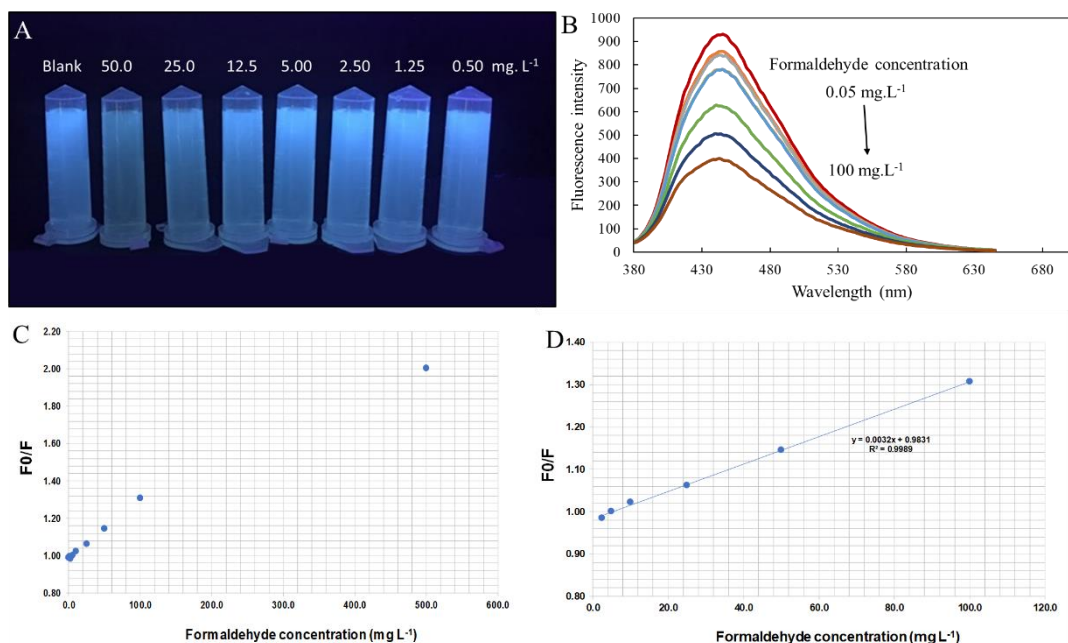 A
Blank 50.0 25.0 12.5 5.00 2.50 1.25 0.50 mg. L⁻¹
B
1000
900
800
700
600
500
400
300
200
100
0
Fluorescence intensity
Formaldehyde concentration
0.05 mg.L⁻¹
100 mg.L⁻¹
380 430 480 530 580 630 680
Wavelength (nm)
C
2.20
2.00
1.80
1.60
1.40
1.20
1.00
0.80
F0/F
0.0 100.0 200.0 300.0 400.0 500.0 600.0
Formaldehyde concentration (mg L⁻¹)
D
1.40
1.30
1.20
1.10
1.00
0.90
0.80
F0/F
y = 0.0032x + 0.9831
R² = 0.9989
0.0 20.0 40.0 60.0 80.0 100.0 120.0
Formaldehyde concentration (mg L⁻¹)